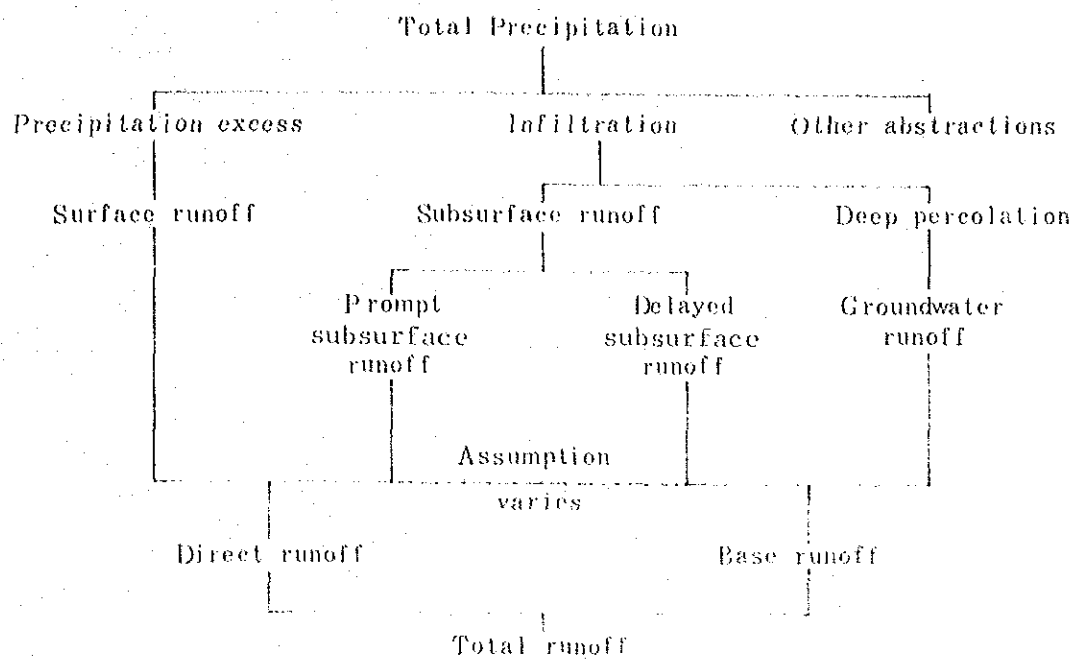 Total Precipitation
Precipitation excess
Infiltration
Other abstractions
Surface runoff
Subsurface runoff
Deep percolation
Prompt
subsurface
runoff
Delayed
subsurface
runoff
Groundwater
runoff
Assumption
varies
Direct runoff
Base runoff
Total runoff